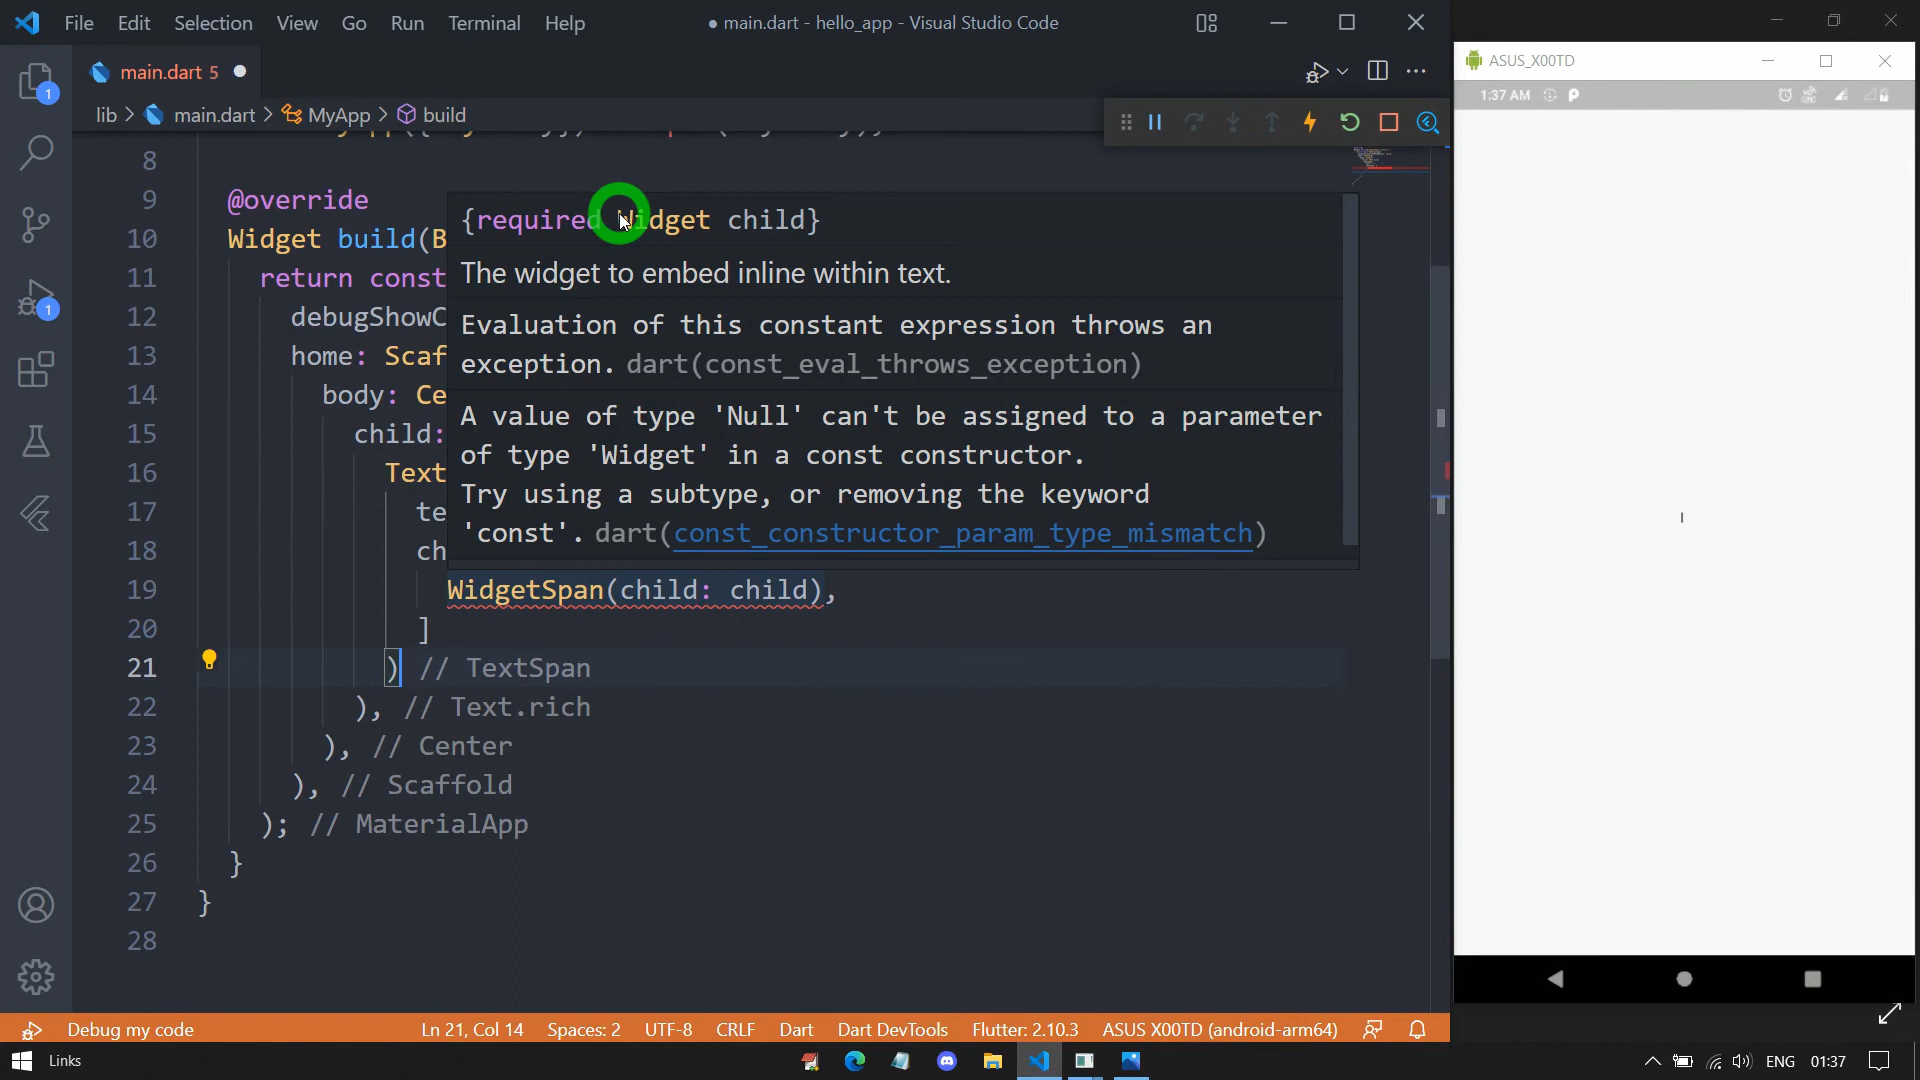 File Edit Selection View Go Run Terminal Help
● main.dart - hello_app - Visual Studio Code
ASUS_X00TD
main.dart 5 ●
1:37 AM
lib > main.dart > MyApp > build
8
9 @override
10 Widget build(B
11 return const
12 debugShowC
13 home: Scaf
14 body: Ce
15 child:
16 Text
17 te
18 ch
{required Widget child}
The widget to embed inline within text.
Evaluation of this constant expression throws an
exception. dart(const_eval_throws_exception)
A value of type 'Null' can't be assigned to a parameter
of type 'Widget' in a const constructor.
Try using a subtype, or removing the keyword
'const'. dart(const_constructor_param_type_mismatch)
19 WidgetSpan(child: child),
20 ]
21 ) // TextSpan
22 ), // Text.rich
23 ), // Center
24 ), // Scaffold
25 ); // MaterialApp
26 }
27 }
28
1
1
Debug my code Ln 21, Col 14 Spaces: 2 UTF-8 CRLF Dart Dart DevTools Flutter: 2.10.3 ASUS X00TD (android-arm64)
Links ENG 01:37